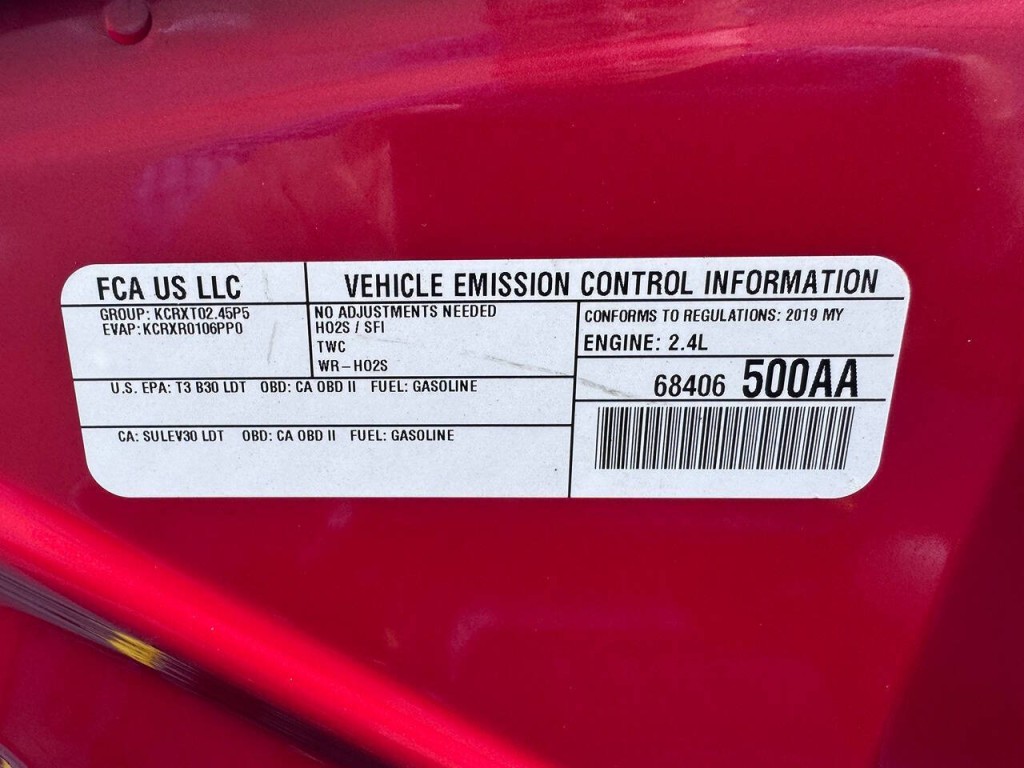 FCA US LLC
VEHICLE EMISSION CONTROL INFORMATION
GROUP: KCRXT02.45P5
EVAP: KCRXR0106PP0
NO ADJUSTMENTS NEEDED
HO2S / SFI
TWC
WR-HO2S
CONFORMS TO REGULATIONS: 2019 MY
ENGINE: 2.4L
68406 500AA
U.S. EPA: T3 B30 LDT OBD: CA OBD II FUEL: GASOLINE
CA: SULEV30 LDT OBD: CA OBD II FUEL: GASOLINE